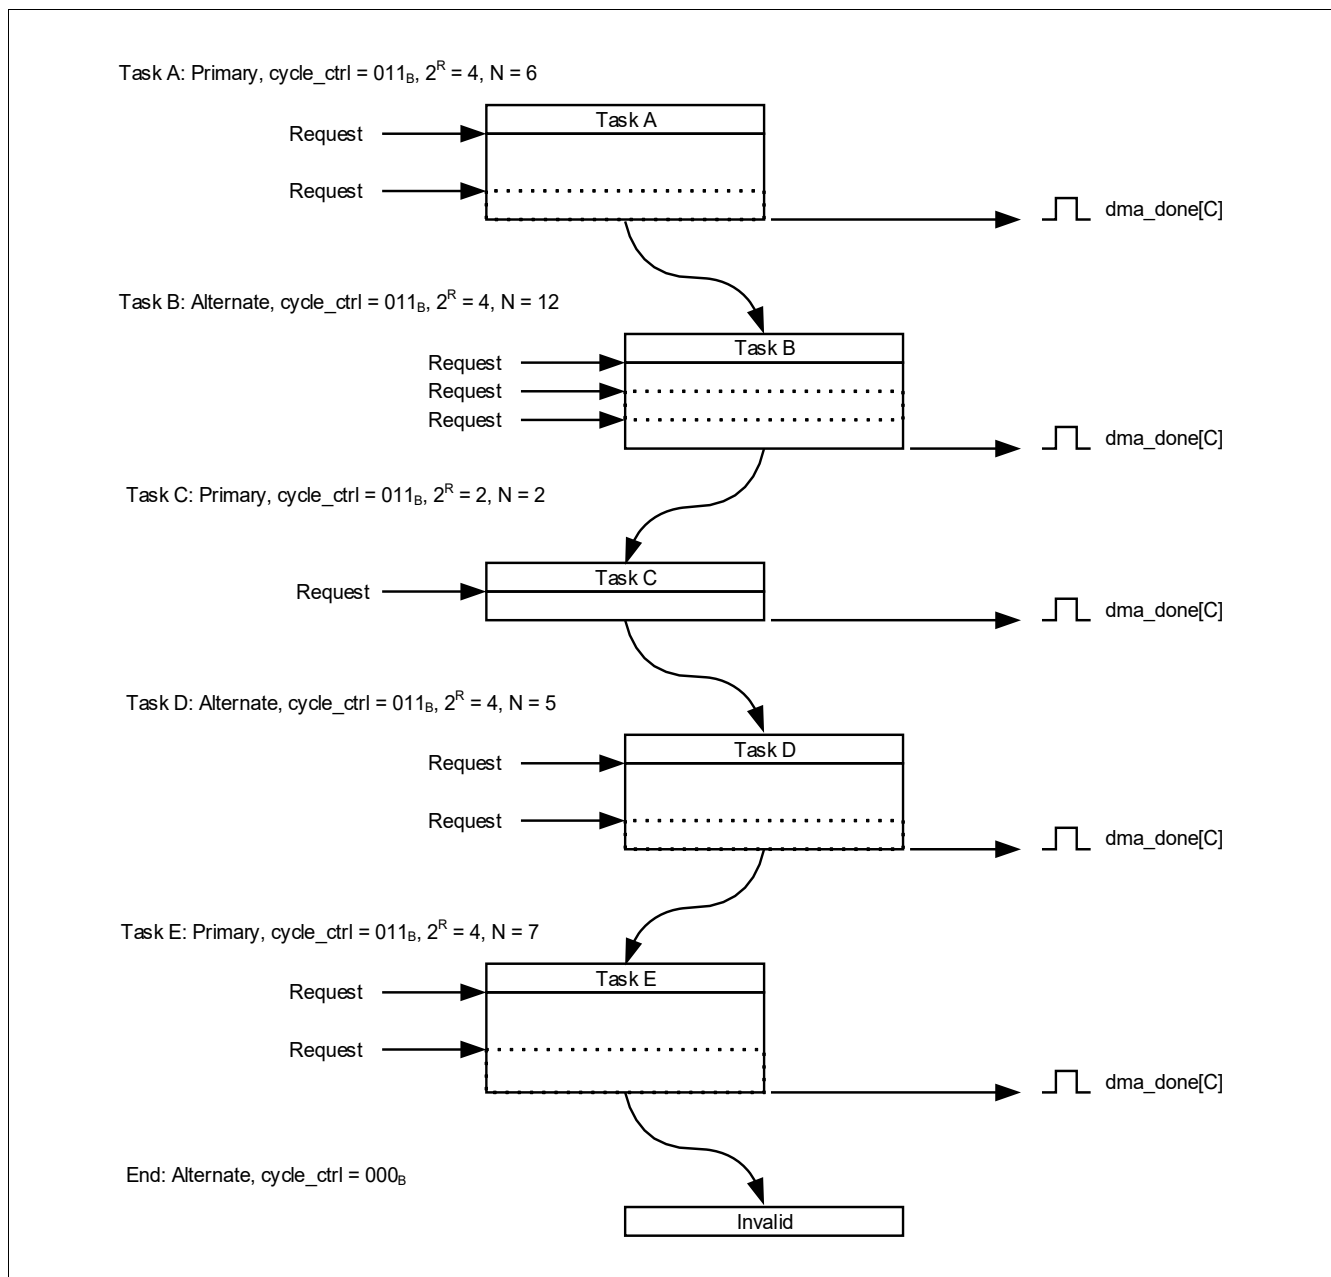 Task A: Primary, cycle_ctrl = 011B, 2R = 4, N = 6
Task A
Request
Request
dma_done[C]
Task B: Alternate, cycle_ctrl = 011B, 2R = 4, N = 12
Task B
Request
Request
Request
dma_done[C]
Task C: Primary, cycle_ctrl = 011B, 2R = 2, N = 2
Task C
Request
dma_done[C]
Task D: Alternate, cycle_ctrl = 011B, 2R = 4, N = 5
Task D
Request
Request
dma_done[C]
Task E: Primary, cycle_ctrl = 011B, 2R = 4, N = 7
Task E
Request
Request
dma_done[C]
End: Alternate, cycle_ctrl = 000B
Invalid